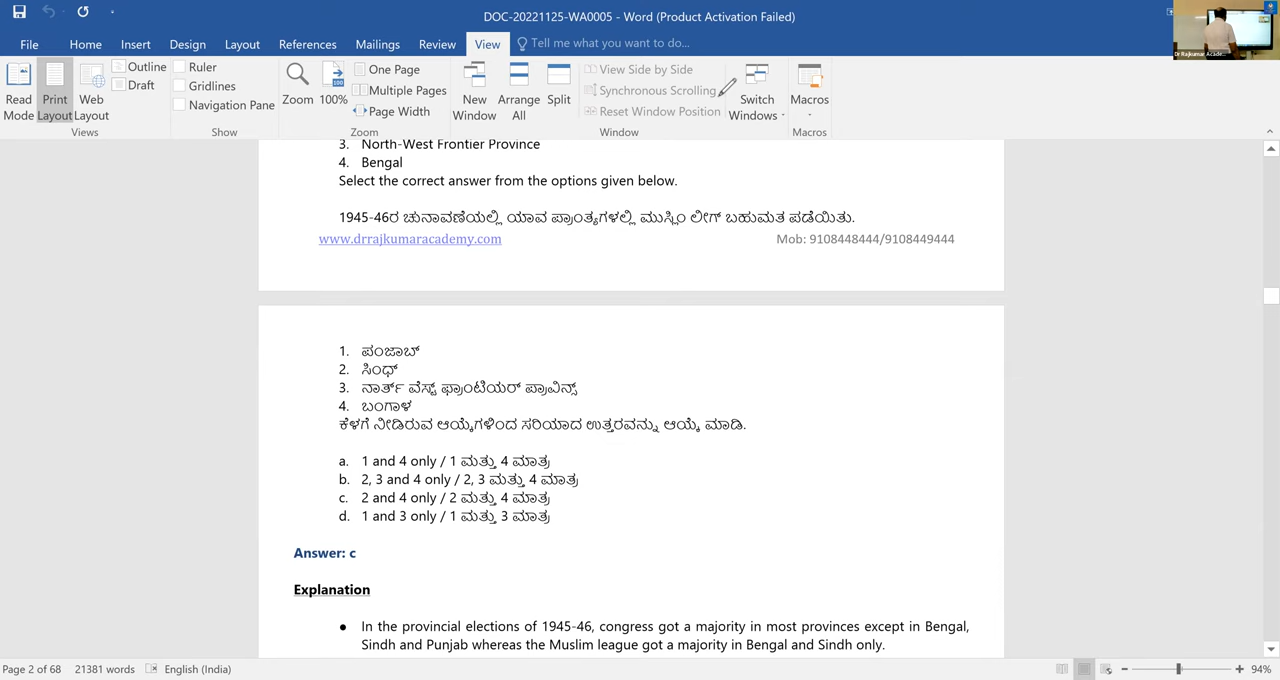 DOC-20221125-WA0005 - Word (Product Activation Failed)
File Home Insert Design Layout References Mailings Review View Tell me what you want to do...
Read Mode
Print Layout
Web Layout
Outline
Draft
Views
Ruler
Gridlines
Navigation Pane
Show
Zoom
100%
One Page
Multiple Pages
Page Width
Zoom
New Window
Arrange All
Split
View Side by Side
Synchronous Scrolling
Reset Window Position
Window
Switch Windows
Macros
Macros
3. North-West Frontier Province
4. Bengal
Select the correct answer from the options given below.
1945-46ರ ಚುನಾವಣೆಯಲ್ಲಿ ಯಾವ ಪ್ರಾಂತ್ಯಗಳಲ್ಲಿ ಮುಸ್ಲಿಂ ಲೀಗ್ ಬಹುಮತ ಪಡೆಯಿತು.
www.drrajkumaracademy.com Mob: 9108448444/9108449444
1. ಪಂಜಾಬ್
2. ಸಿಂಧ್
3. ನಾರ್ತ್ ವೆಸ್ಟ್ ಫ್ರಾಂಟಿಯರ್ ಪ್ರಾವಿನ್ಸ್
4. ಬಂಗಾಳ
ಕೆಳಗೆ ನೀಡಿರುವ ಆಯ್ಕೆಗಳಿಂದ ಸರಿಯಾದ ಉತ್ತರವನ್ನು ಆಯ್ಕೆ ಮಾಡಿ.
a. 1 and 4 only / 1 ಮತ್ತು 4 ಮಾತ್ರ
b. 2, 3 and 4 only / 2, 3 ಮತ್ತು 4 ಮಾತ್ರ
c. 2 and 4 only / 2 ಮತ್ತು 4 ಮಾತ್ರ
d. 1 and 3 only / 1 ಮತ್ತು 3 ಮಾತ್ರ
Answer: c
Explanation
● In the provincial elections of 1945-46, congress got a majority in most provinces except in Bengal,
Sindh and Punjab whereas the Muslim league got a majority in Bengal and Sindh only.
Page 2 of 68 21381 words English (India) 94%
Dr Rajkumar Acade...